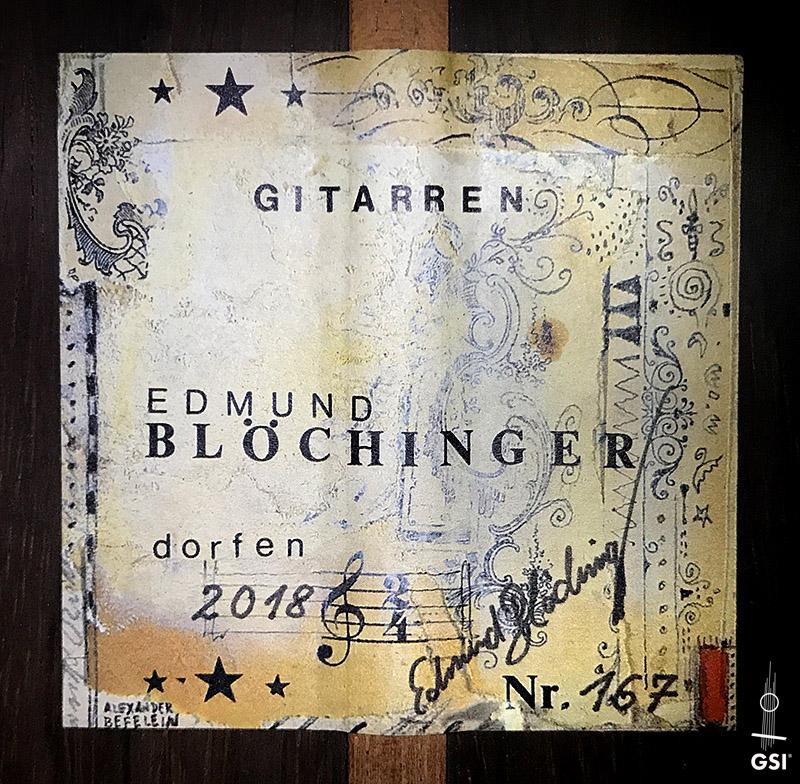 GITARREN
EDMUND
BLÖCHINGER
dorfen
2018
2
4
Edmund Blöchinger
Nr. 167
ALEXANDER
BEFELEIN
GSI